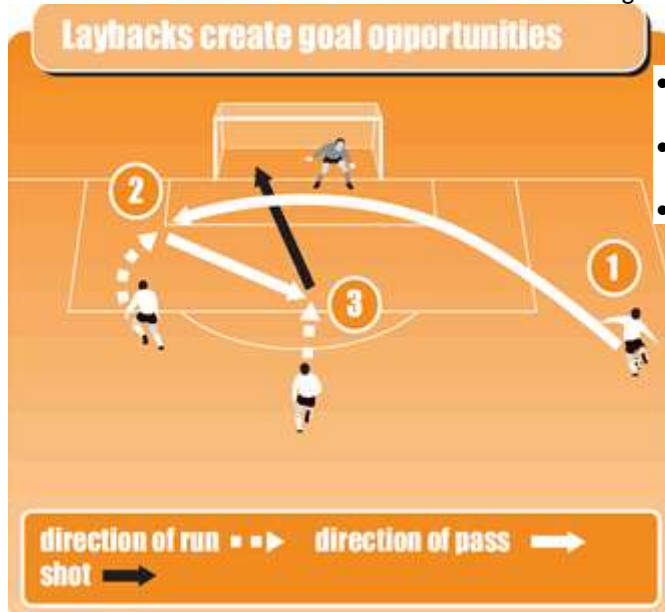 Laybacks create goal opportunities
2
1
3
direction of run direction of pass
shot